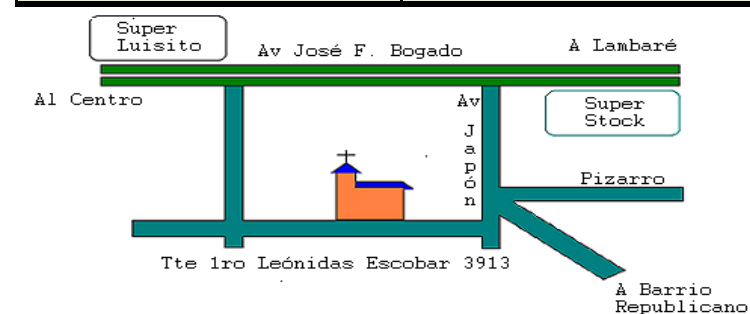 Super
Luisito
Av José F. Bogado
A Lambaré
Al Centro
Av
Japón
Super
Stock
Pizarro
Tte 1ro Leónidas Escobar 3913
A Barrio
Republicano